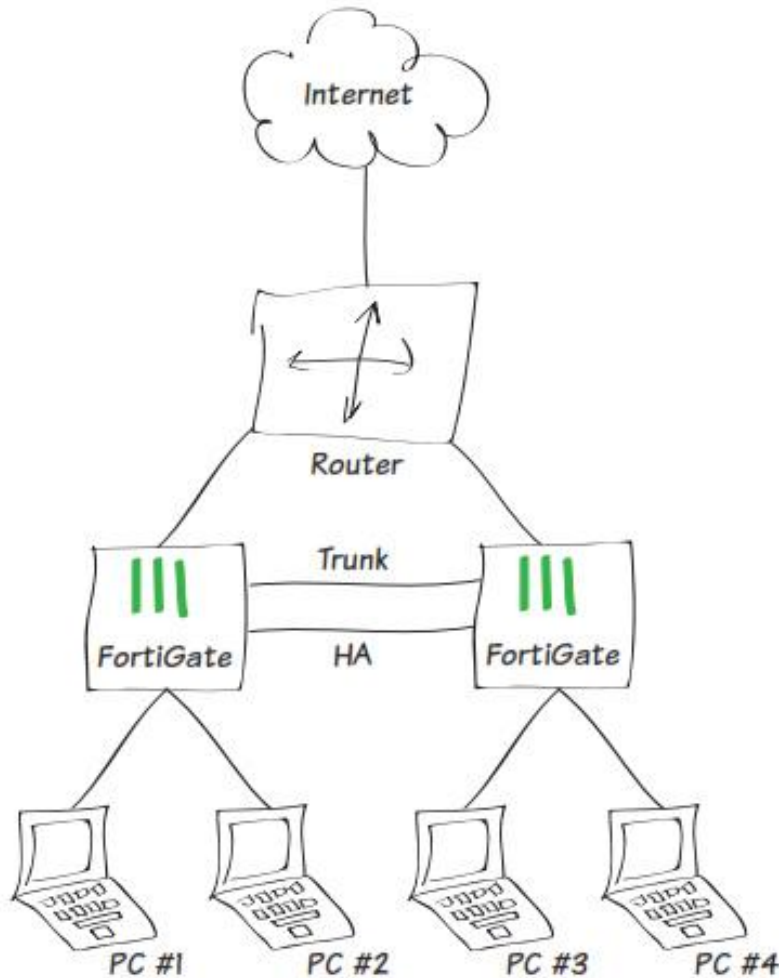 Internet
Router
Trunk
FortiGate
HA
FortiGate
PC #1
PC #2
PC #3
PC #4